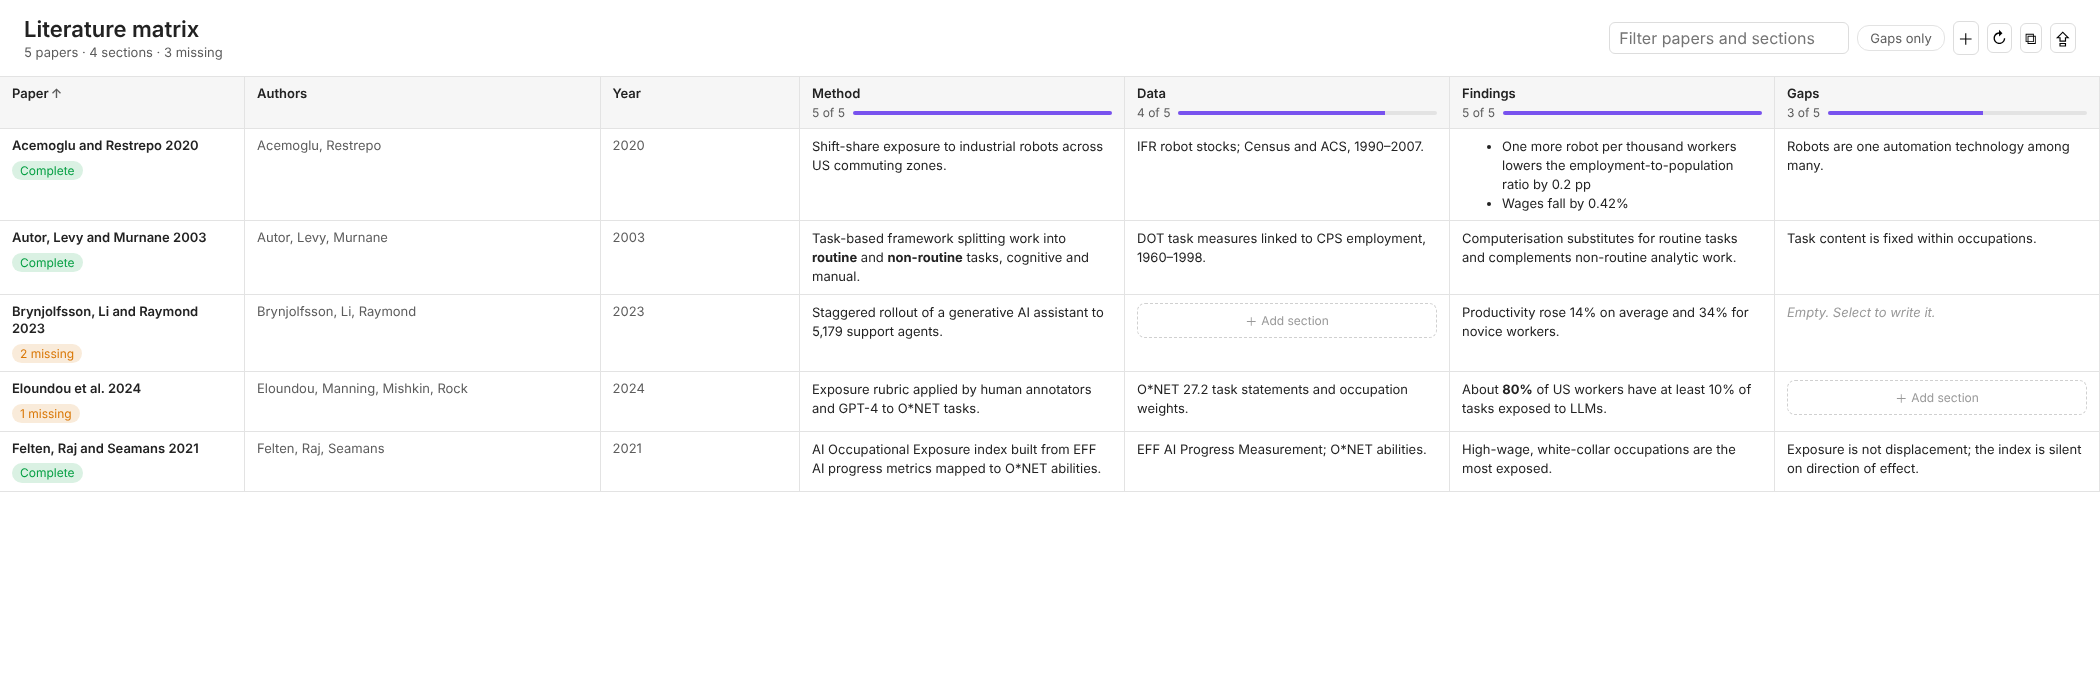 Literature matrix
5 papers · 4 sections · 3 missing
Filter papers and sections
Gaps only
Paper ↑
Authors
Year
Method
5 of 5
Data
4 of 5
Findings
5 of 5
Gaps
3 of 5
Acemoglu and Restrepo 2020
Complete
Acemoglu, Restrepo
2020
Shift-share exposure to industrial robots across
US commuting zones.
IFR robot stocks; Census and ACS, 1990–2007.
• One more robot per thousand workers
lowers the employment-to-population
ratio by 0.2 pp
• Wages fall by 0.42%
Robots are one automation technology among
many.
Autor, Levy and Murnane 2003
Complete
Autor, Levy, Murnane
2003
Task-based framework splitting work into
routine and non-routine tasks, cognitive and
manual.
DOT task measures linked to CPS employment,
1960–1998.
Computerisation substitutes for routine tasks
and complements non-routine analytic work.
Task content is fixed within occupations.
Brynjolfsson, Li and Raymond
2023
2 missing
Brynjolfsson, Li, Raymond
2023
Staggered rollout of a generative AI assistant to
5,179 support agents.
+ Add section
Productivity rose 14% on average and 34% for
novice workers.
Empty. Select to write it.
Eloundou et al. 2024
1 missing
Eloundou, Manning, Mishkin, Rock
2024
Exposure rubric applied by human annotators
and GPT-4 to O*NET tasks.
O*NET 27.2 task statements and occupation
weights.
About 80% of US workers have at least 10% of
tasks exposed to LLMs.
+ Add section
Felten, Raj and Seamans 2021
Complete
Felten, Raj, Seamans
2021
AI Occupational Exposure index built from EFF
AI progress metrics mapped to O*NET abilities.
EFF AI Progress Measurement; O*NET abilities.
High-wage, white-collar occupations are the
most exposed.
Exposure is not displacement; the index is silent
on direction of effect.